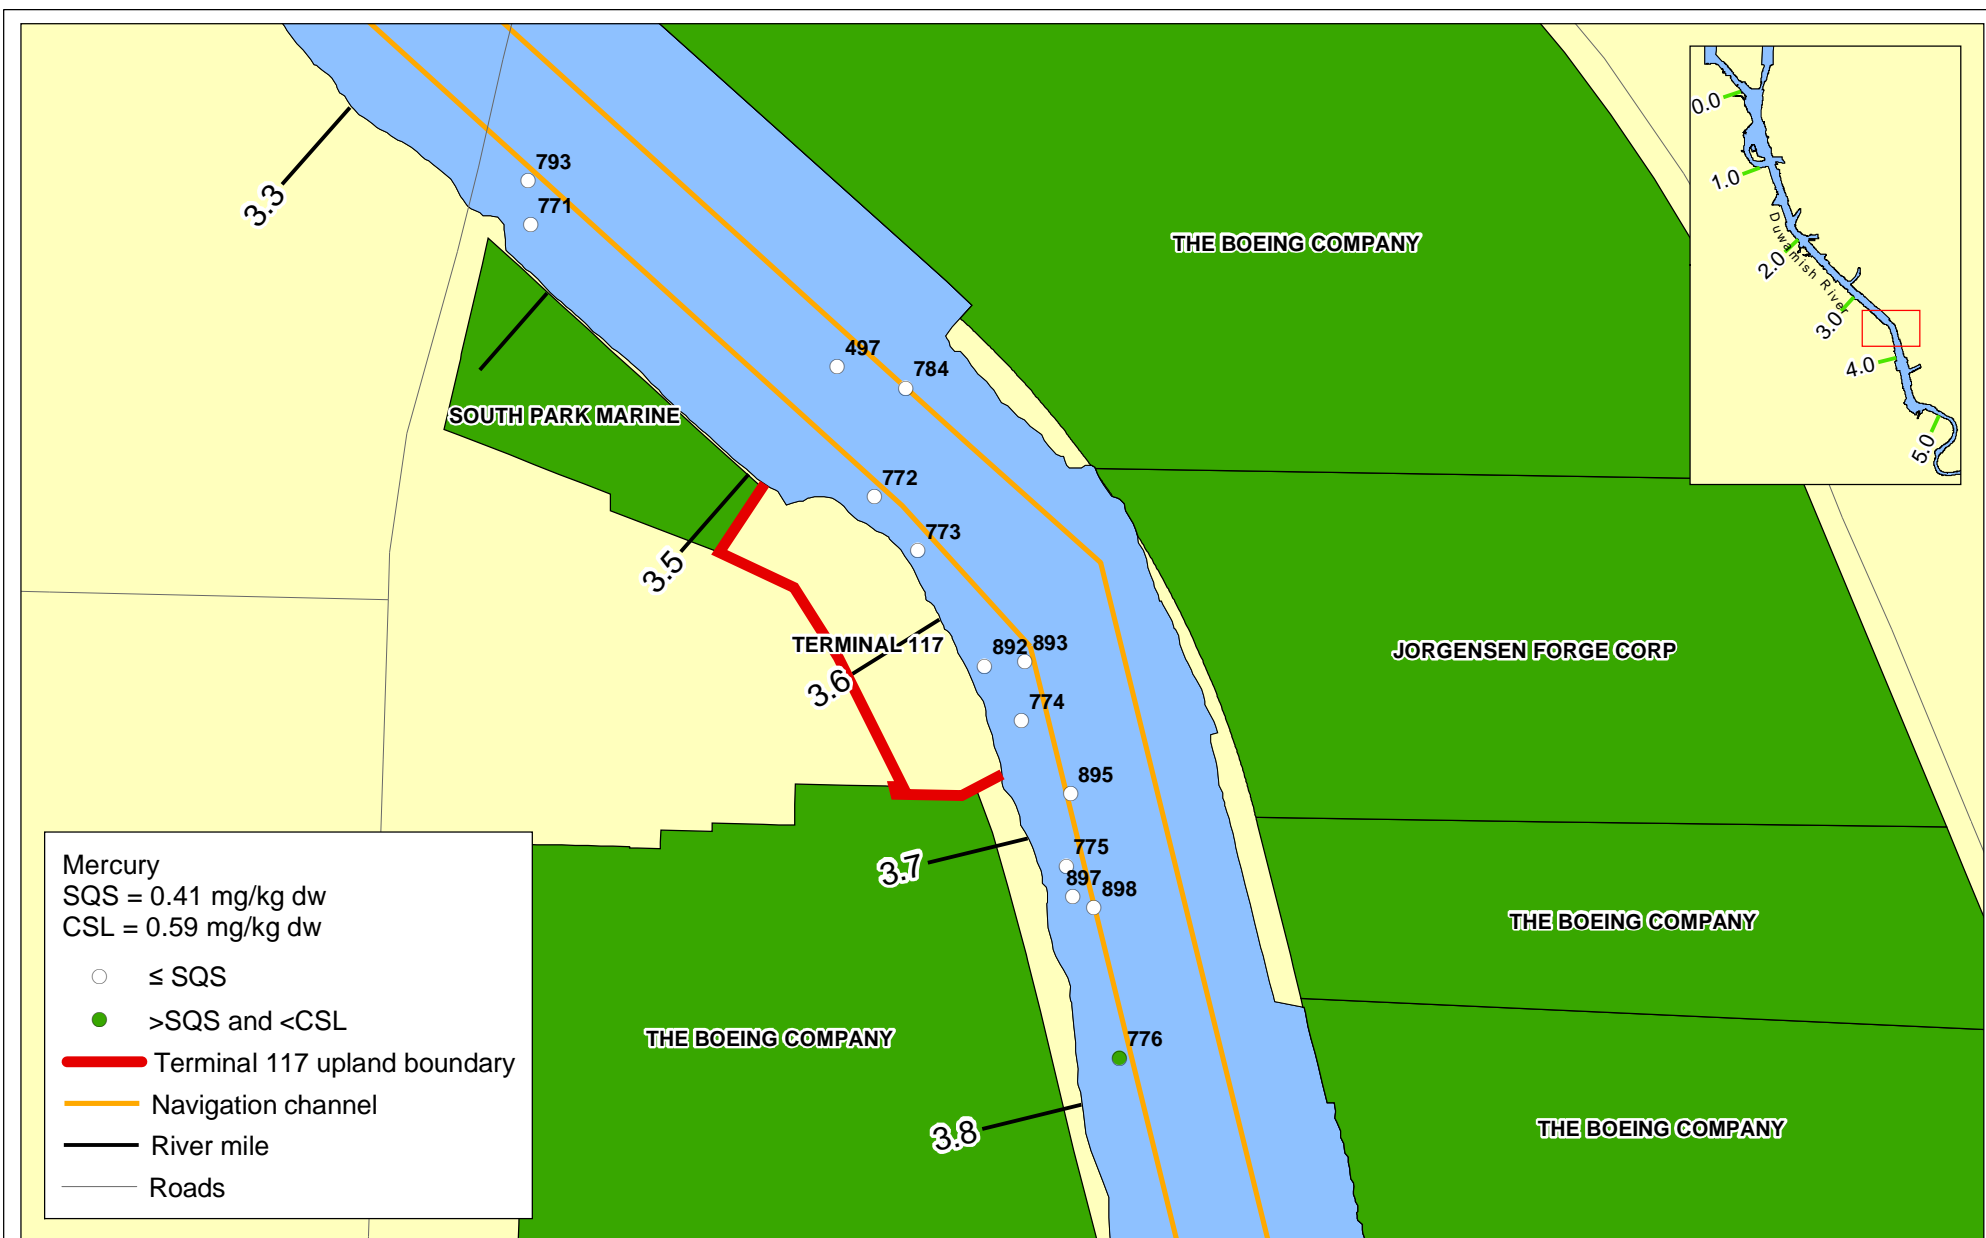 3.3
793
771
THE BOEING COMPANY
497
784
SOUTH PARK MARINE
772
773
3.5
TERMINAL 117
892
893
3.6
774
JORGENSEN FORGE CORP
895
775
3.7
897
898
THE BOEING COMPANY
THE BOEING COMPANY
776
3.8
THE BOEING COMPANY
0.0
1.0
2.0
Duwamish River
3.0
4.0
5.0
Mercury
SQS = 0.41 mg/kg dw
CSL = 0.59 mg/kg dw
≤ SQS
>SQS and <CSL
Terminal 117 upland boundary
Navigation channel
River mile
Roads